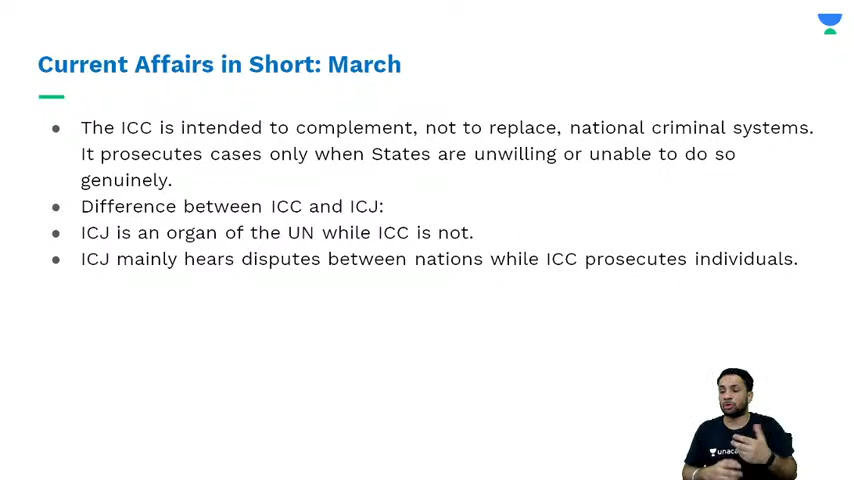 Current Affairs in Short: March
The ICC is intended to complement, not to replace, national criminal systems.
It prosecutes cases only when States are unwilling or unable to do so
genuinely.
Difference between ICC and ICJ:
ICJ is an organ of the UN while ICC is not.
ICJ mainly hears disputes between nations while ICC prosecutes individuals.